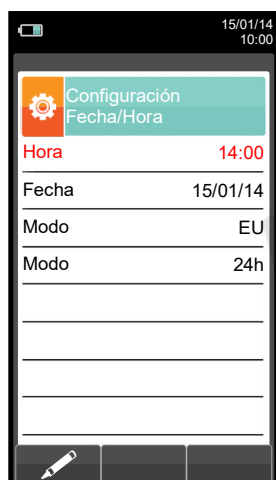 15/01/14
10:00
Configuración
Fecha/Hora
Hora 14:00
Fecha 15/01/14
Modo EU
Modo 24h